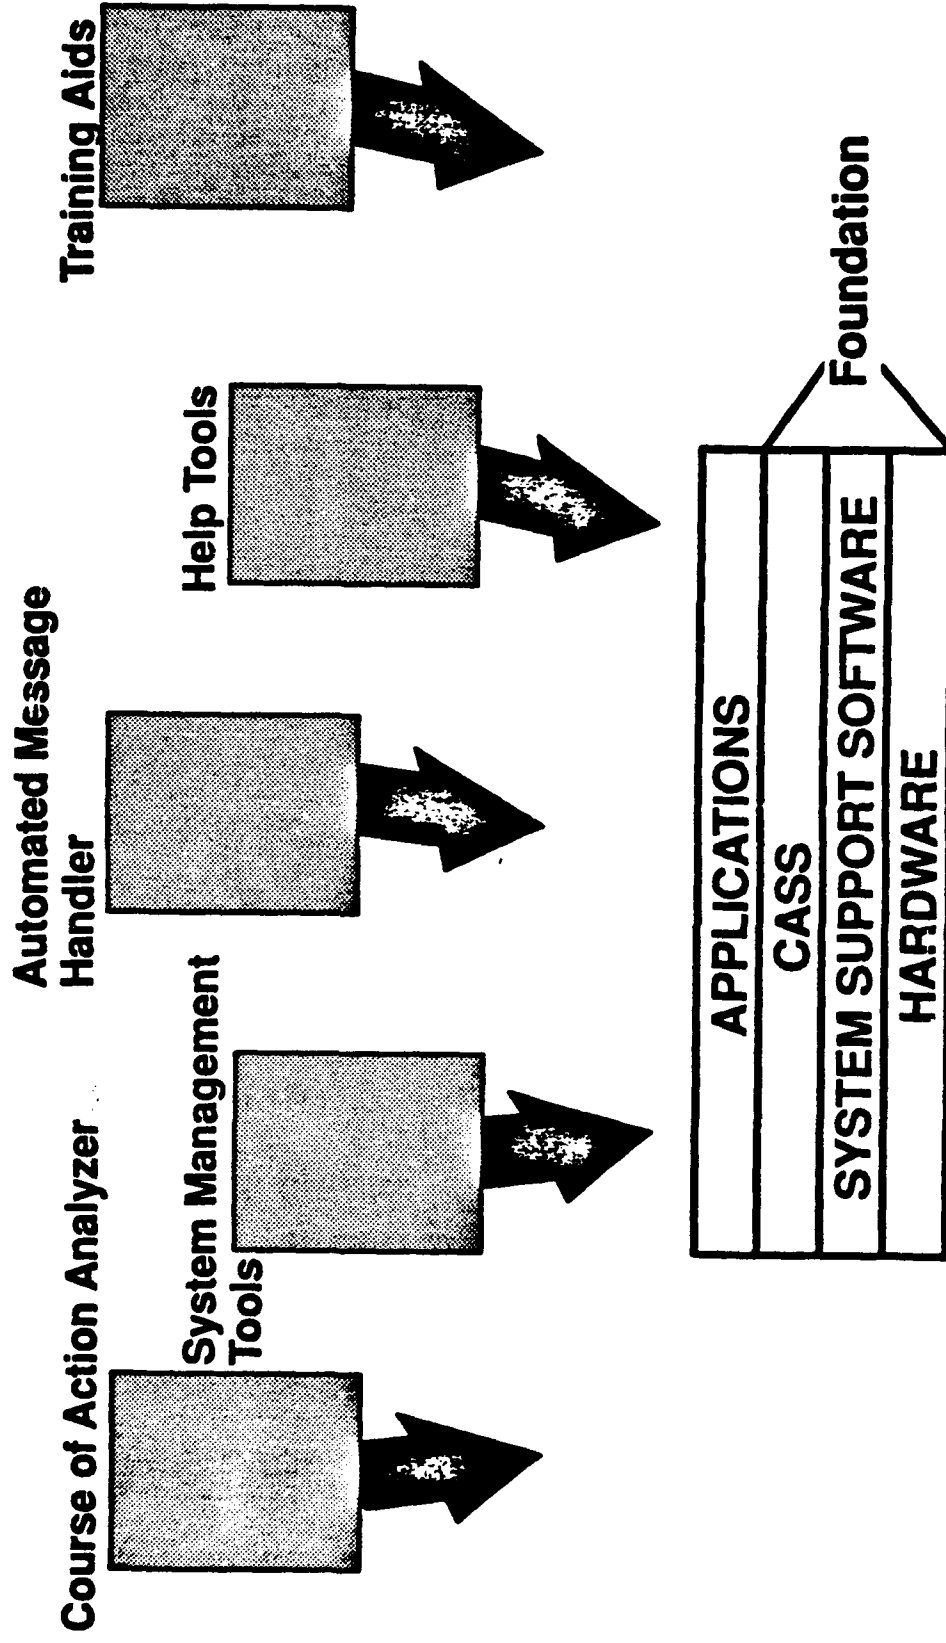 Course of Action Analyzer
System Management
Tools
Automated Message
Handler
Help Tools
Training Aids
APPLICATIONS
CASS
SYSTEM SUPPORT SOFTWARE
HARDWARE
Foundation